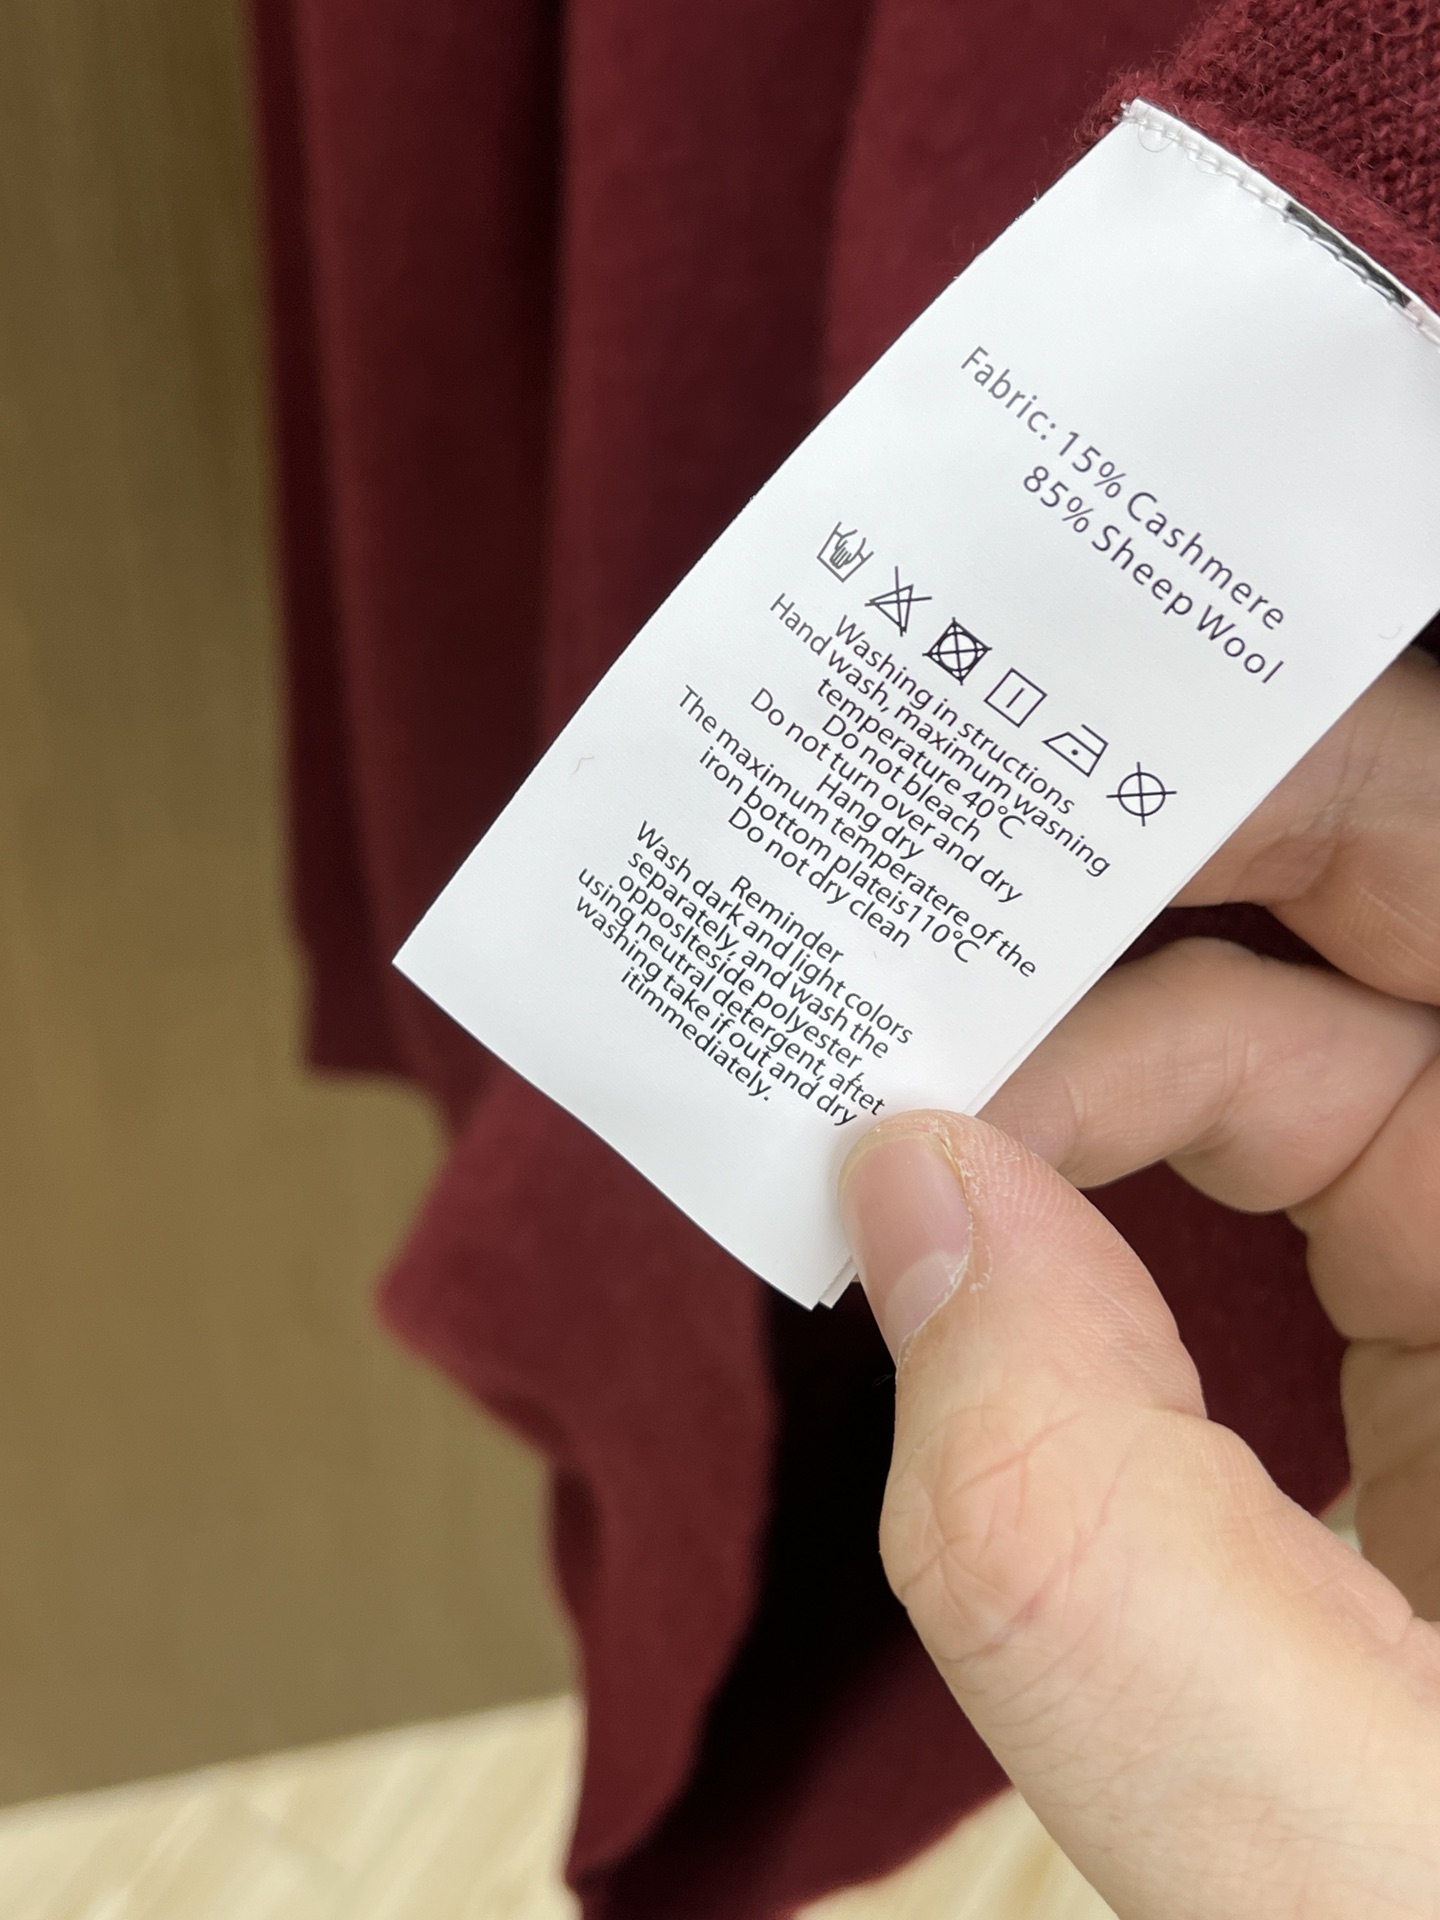 Fabric: 15% Cashmere
85% Sheep Wool
Washing in structions
Hand wash, maximum wasning
temperature 40°C
Do not bleach
Do not turn over and dry
Hang dry
The maximum temperatere of the
iron bottom plateis110°C
Do not dry clean
Reminder
Wash dark and light colors
separately, and wash the
opposlteside polyester,
using neutral detergent, aftet
washing take if out and dry
itimmediately.